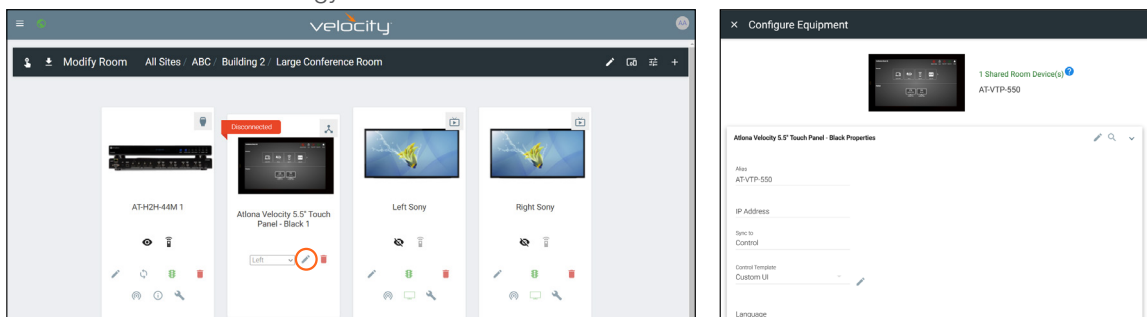 velocity
AA
Modify Room All Sites / ABC / Building 2 / Large Conference Room
Disconnected
AT-H2H-44M 1
Atlona Velocity 5.5" Touch
Panel - Black 1
Left Sony
Right Sony
Left
× Configure Equipment
1 Shared Room Device(s)
AT-VTP-550
Atlona Velocity 5.5" Touch Panel - Black Properties
Alias
AT-VTP-550
IP Address
Sync to
Control
Control Template
Custom UI
Language